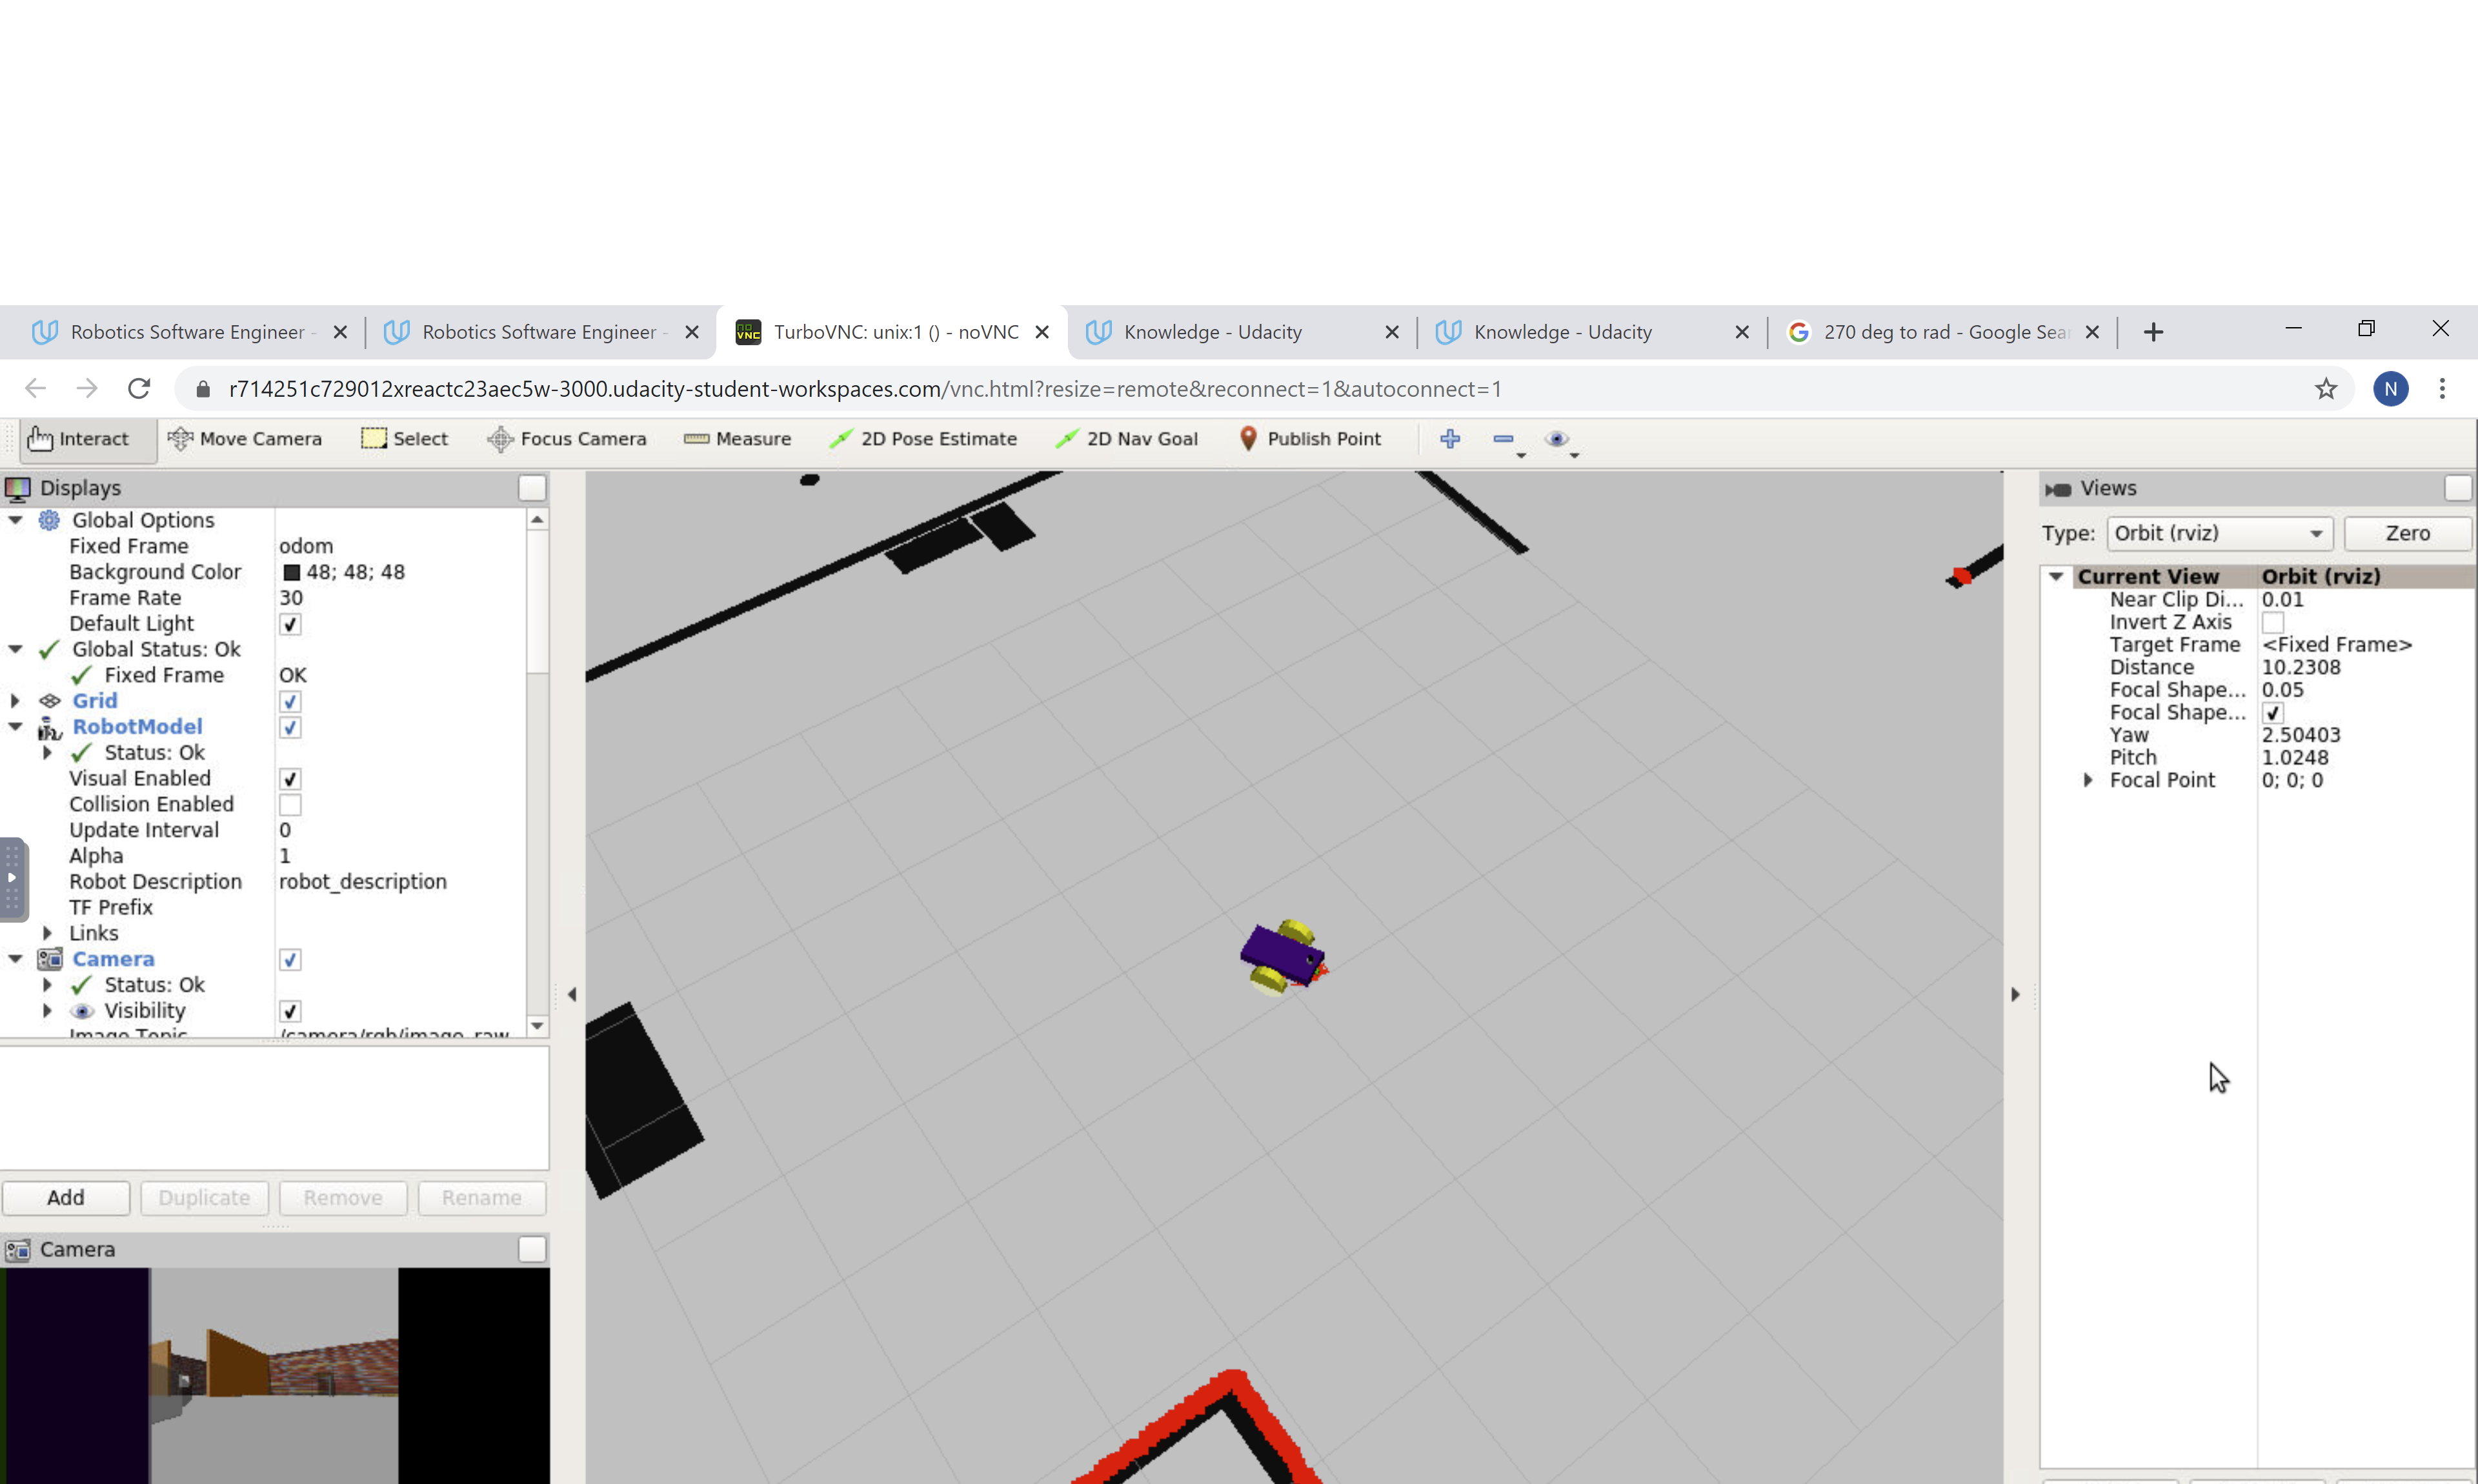 Robotics Software Engineer -
Robotics Software Engineer -
TurboVNC: unix:1 () - noVNC
Knowledge - Udacity
Knowledge - Udacity
270 deg to rad - Google Sea
r714251c729012xreactc23aec5w-3000.udacity-student-workspaces.com/vnc.html?resize=remote&reconnect=1&autoconnect=1
N
Interact Move Camera Select Focus Camera Measure 2D Pose Estimate 2D Nav Goal Publish Point
Displays
Global Options
Fixed Frame odom
Background Color 48; 48; 48
Frame Rate 30
Default Light
Global Status: Ok
Fixed Frame OK
Grid
RobotModel
Status: Ok
Visual Enabled
Collision Enabled
Update Interval 0
Alpha 1
Robot Description robot_description
TF Prefix
Links
Camera
Status: Ok
Visibility
Image Topic /camera/rgb/image_raw
Add Duplicate Remove Rename
Camera
Views
Type: Orbit (rviz) Zero
Current View Orbit (rviz)
Near Clip Di... 0.01
Invert Z Axis
Target Frame <Fixed Frame>
Distance 10.2308
Focal Shape... 0.05
Focal Shape...
Yaw 2.50403
Pitch 1.0248
Focal Point 0; 0; 0